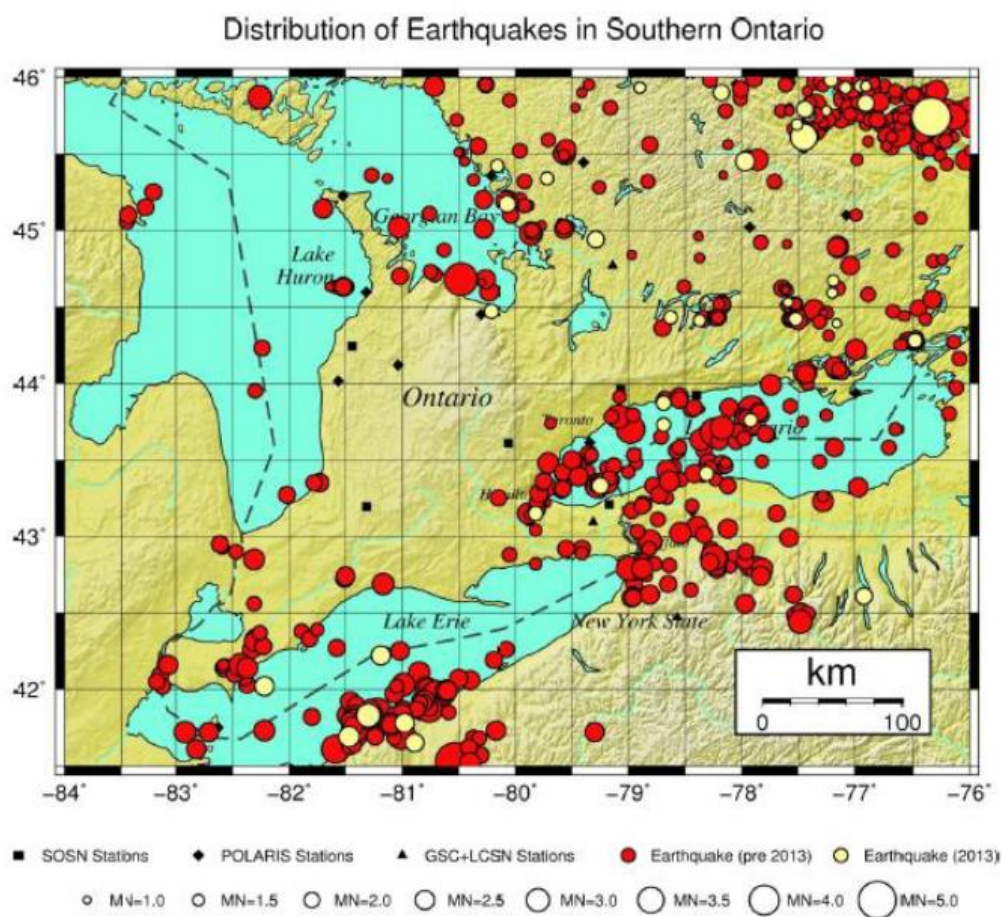 Distribution of Earthquakes in Southern Ontario
46°
45°
44°
43°
42°
Georgian Bay
Lake
Huron
Ontario
Toronto
Lake Erie
New York State
km
0 100
−84 −83° −82° −81° −80° −79° −78° −77° −76°
SOSN Stations POLARIS Stations GSC+LCSN Stations Earthquake (pre 2013) Earthquake (2013)
MN=1.0 MN=1.5 MN=2.0 MN=2.5 MN=3.0 MN=3.5 MN=4.0 MN=5.0